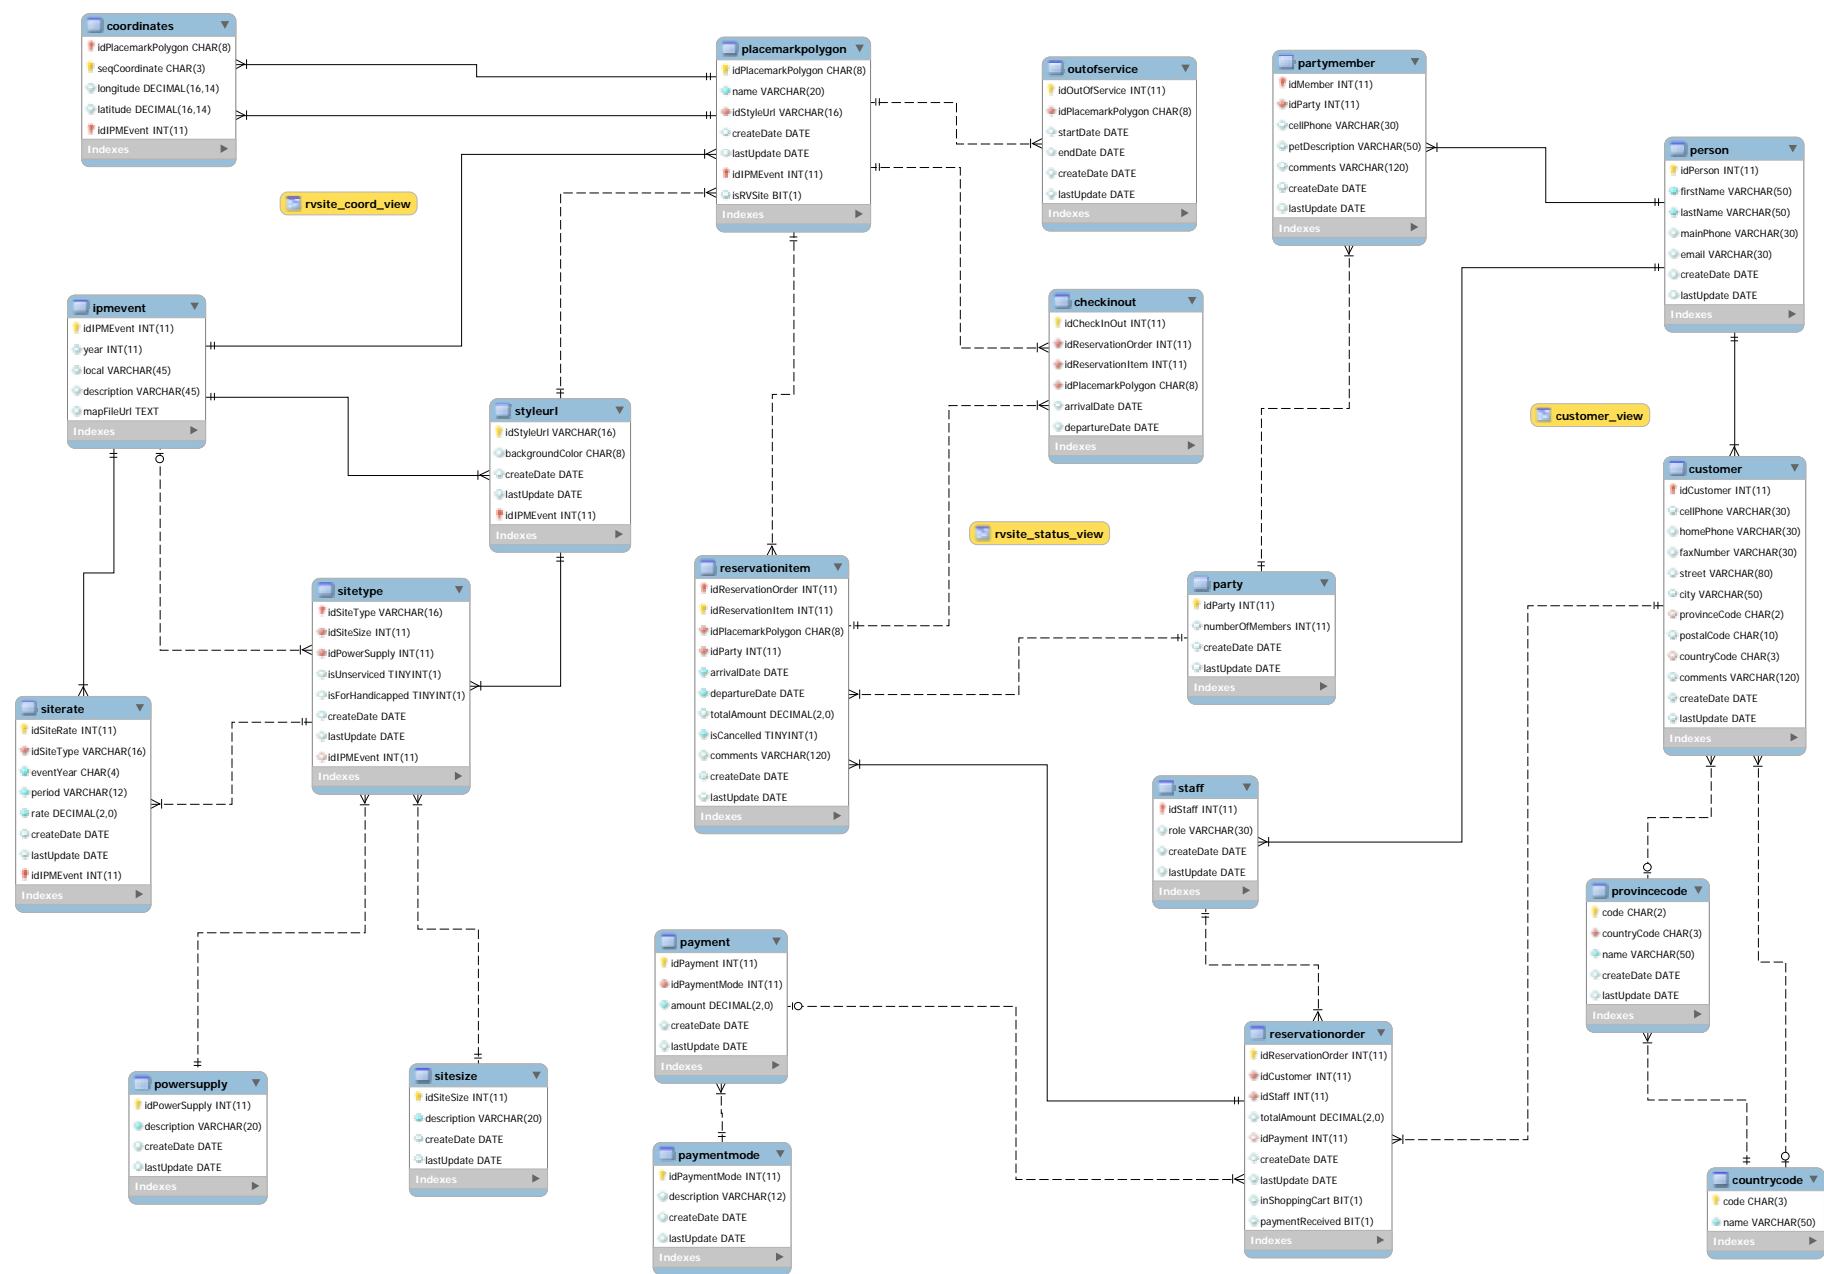 coordinates
idPlacemarkPolygon CHAR(8)
seqCoordinate CHAR(3)
longitude DECIMAL(16,14)
latitude DECIMAL(16,14)
idIPMEvent INT(11)
Indexes
placemarkpolygon
idPlacemarkPolygon CHAR(8)
name VARCHAR(20)
idStyleUrl VARCHAR(16)
createDate DATE
lastUpdate DATE
idIPMEvent INT(11)
isRVSite BIT(1)
Indexes
outofservice
idOutOfService INT(11)
idPlacemarkPolygon CHAR(8)
startDate DATE
endDate DATE
createDate DATE
lastUpdate DATE
Indexes
partymember
idMember INT(11)
idParty INT(11)
cellPhone VARCHAR(30)
petDescription VARCHAR(50)
comments VARCHAR(120)
createDate DATE
lastUpdate DATE
Indexes
person
idPerson INT(11)
firstName VARCHAR(50)
lastName VARCHAR(50)
mainPhone VARCHAR(30)
email VARCHAR(30)
createDate DATE
lastUpdate DATE
Indexes
rvsite_coord_view
ipmevent
idIPMEvent INT(11)
year INT(11)
local VARCHAR(45)
description VARCHAR(45)
mapFileUrl TEXT
Indexes
styleurl
idStyleUrl VARCHAR(16)
backgroundColor CHAR(8)
createDate DATE
lastUpdate DATE
idIPMEvent INT(11)
Indexes
checkinout
idCheckInOut INT(11)
idReservationOrder INT(11)
idReservationItem INT(11)
idPlacemarkPolygon CHAR(8)
arrivalDate DATE
departureDate DATE
Indexes
customer_view
customer
idCustomer INT(11)
cellPhone VARCHAR(30)
homePhone VARCHAR(30)
faxNumber VARCHAR(30)
street VARCHAR(80)
city VARCHAR(50)
provinceCode CHAR(2)
postalCode CHAR(10)
countryCode CHAR(3)
comments VARCHAR(120)
createDate DATE
lastUpdate DATE
Indexes
rvsite_status_view
sitetype
idSiteType VARCHAR(16)
idSiteSize INT(11)
idPowerSupply INT(11)
isUnserviced TINYINT(1)
isForHandicapped TINYINT(1)
createDate DATE
lastUpdate DATE
idIPMEvent INT(11)
Indexes
reservationitem
idReservationOrder INT(11)
idReservationItem INT(11)
idPlacemarkPolygon CHAR(8)
idParty INT(11)
arrivalDate DATE
departureDate DATE
totalAmount DECIMAL(2,0)
isCancelled TINYINT(1)
comments VARCHAR(120)
createDate DATE
lastUpdate DATE
Indexes
party
idParty INT(11)
numberOfMembers INT(11)
createDate DATE
lastUpdate DATE
Indexes
siterate
idSiteRate INT(11)
idSiteType VARCHAR(16)
eventYear CHAR(4)
period VARCHAR(12)
rate DECIMAL(2,0)
createDate DATE
lastUpdate DATE
idIPMEvent INT(11)
Indexes
staff
idStaff INT(11)
role VARCHAR(30)
createDate DATE
lastUpdate DATE
Indexes
provincecode
code CHAR(2)
countryCode CHAR(3)
name VARCHAR(50)
createDate DATE
lastUpdate DATE
Indexes
payment
idPayment INT(11)
idPaymentMode INT(11)
amount DECIMAL(2,0)
createDate DATE
lastUpdate DATE
Indexes
reservationorder
idReservationOrder INT(11)
idCustomer INT(11)
idStaff INT(11)
totalAmount DECIMAL(2,0)
idPayment INT(11)
createDate DATE
lastUpdate DATE
inShoppingCart BIT(1)
paymentReceived BIT(1)
Indexes
powersupply
idPowerSupply INT(11)
description VARCHAR(20)
createDate DATE
lastUpdate DATE
Indexes
sitesize
idSiteSize INT(11)
description VARCHAR(20)
createDate DATE
lastUpdate DATE
Indexes
paymentmode
idPaymentMode INT(11)
description VARCHAR(12)
createDate DATE
lastUpdate DATE
Indexes
countrycode
code CHAR(3)
name VARCHAR(50)
Indexes